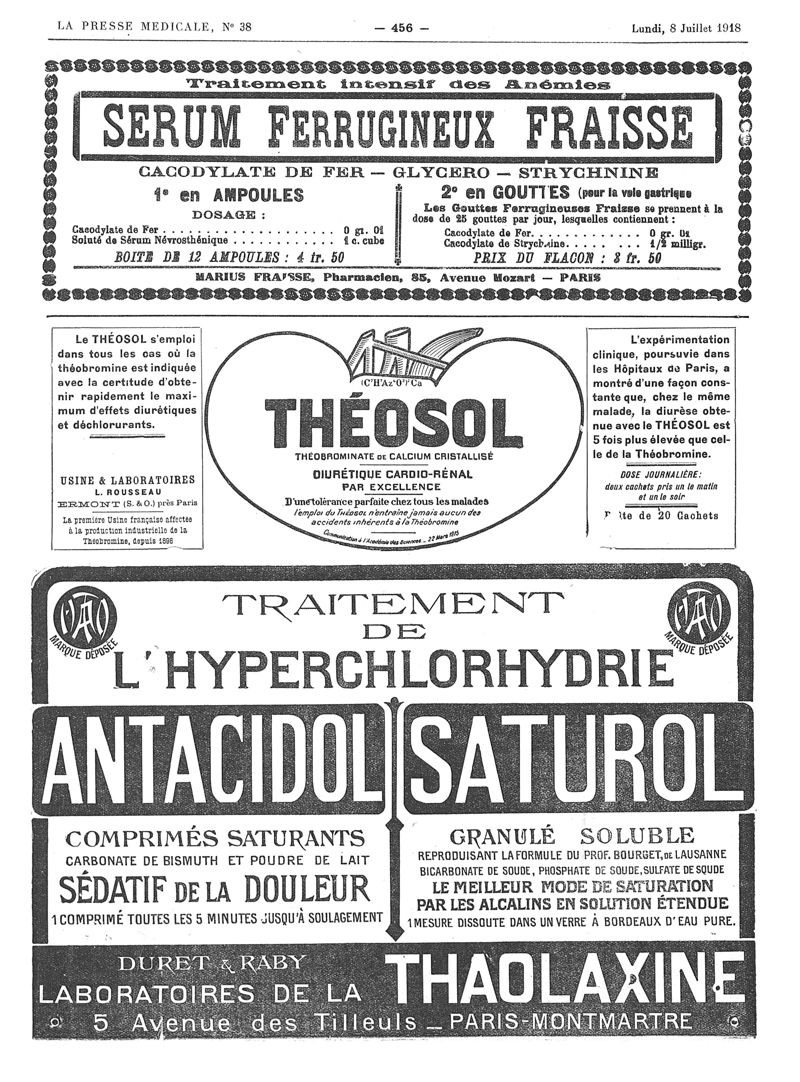 LA PRESSE MEDICALE, Nº 38 — 456 — Lundi, 8 Juillet 1918
Traitement intensif des Anémies
SERUM FERRUGINEUX FRAISSE
CACODYLATE DE FER — GLYCERO — STRYCHNINE
1º en AMPOULES
DOSAGE :
Cacodylate de Fer . . . . . . . . . . . . . . . . . . . 0 gr. 01
Soluté de Sérum Névrosthénique . . . . . . . . . . . 1 c. cube
BOITE DE 12 AMPOULES : 4 fr. 50
2º en GOUTTES (pour la voie gastrique
Les Gouttes Ferrugineuses Fraisse se prennent à la
dose de 25 gouttes par jour, lesquelles contiennent :
Cacodylate de Fer. . . . . . . . . . . . 0 gr. 01
Cacodylate de Strychnine. . . . . . . 1/2 milligr.
PRIX DU FLACON : 3 fr. 50
MARIUS FRAISSE, Pharmacien, 85, Avenue Mozart — PARIS
Le THÉOSOL s'emploi
dans tous les cas où la
théobromine est indiquée
avec la certitude d'obte-
nir rapidement le maxi-
mum d'effets diurétiques
et déchlorurants.
USINE & LABORATOIRES
L. ROUSSEAU
ERMONT (S. & O.) près Paris
La première Usine française affectée
à la production industrielle de la
Théobromine, depuis 1898
THÉOSOL
THÉOBROMINATE DE CALCIUM CRISTALLISÉ
DIURÉTIQUE CARDIO-RÉNAL
PAR EXCELLENCE
D'une tolérance parfaite chez tous les malades
l'emploi du Théosol n'entraîne jamais aucun des
accidents inhérents à la Théobromine
Communication à l'Académie des Sciences _ 22 Mars 1915
L'expérimentation
clinique, poursuvie dans
les Hôpitaux de Paris, a
montré d'une façon cons-
tante que, chez le même
malade, la diurèse obte-
nue avec le THÉOSOL est
5 fois plus élevée que cel-
le de la Théobromine.
DOSE JOURNALIÈRE:
deux cachets pris un le matin
et un le soir
de 20 Cachets
TRAITEMENT
DE
L'HYPERCHLORHYDRIE
MARQUE DÉPOSÉE
MARQUE DÉPOSÉE
ANTACIDOL
COMPRIMÉS SATURANTS
CARBONATE DE BISMUTH ET POUDRE DE LAIT
SÉDATIF DE LA DOULEUR
1 COMPRIMÉ TOUTES LES 5 MINUTES JUSQU'À SOULAGEMENT
SATUROL
GRANULÉ SOLUBLE
REPRODUISANT LA FORMULE DU PROF. BOURGET, DE LAUSANNE
BICARBONATE DE SOUDE, PHOSPHATE DE SOUDE, SULFATE DE SOUDE
LE MEILLEUR MODE DE SATURATION
PAR LES ALCALINS EN SOLUTION ÉTENDUE
1 MESURE DISSOUTE DANS UN VERRE À BORDEAUX D'EAU PURE.
DURET & RABY
LABORATOIRES DE LA THAOLAXINE
5 Avenue des Tilleuls _ PARIS-MONTMARTRE